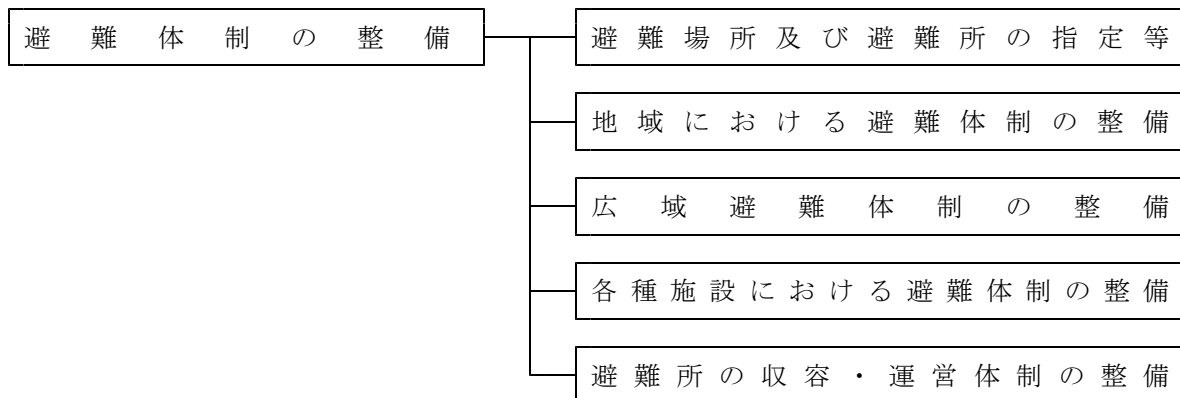 避難体制の整備
避難場所及び避難所の指定等
地域における避難体制の整備
広域避難体制の整備
各種施設における避難体制の整備
避難所の収容・運営体制の整備